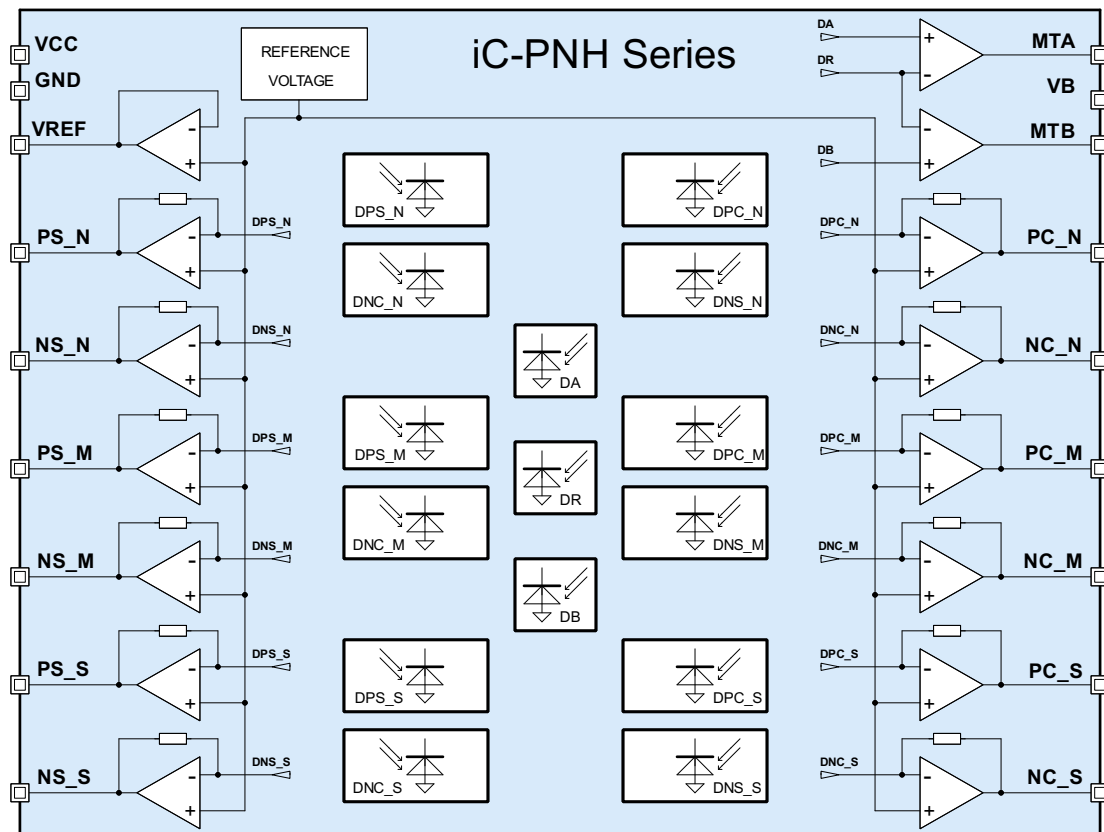 iC-PNH Series
REFERENCE
VOLTAGE
VCC
GND
VREF
PS_N
NS_N
PS_M
NS_M
PS_S
NS_S
DPS_N
DNS_N
DPS_M
DNS_M
DPS_S
DNS_S
DPS_N
DPC_N
DNC_N
DNS_N
DA
DPS_M
DPC_M
DR
DNC_M
DNS_M
DB
DPS_S
DPC_S
DNC_S
DNS_S
DA
DR
DB
DPC_N
DNC_N
DPC_M
DNC_M
DPC_S
DNC_S
MTA
VB
MTB
PC_N
NC_N
PC_M
NC_M
PC_S
NC_S
-
+
-
+
-
+
-
+
-
+
-
+
-
+
+
-
-
+
-
+
-
+
-
+
-
+
-
+
-
+